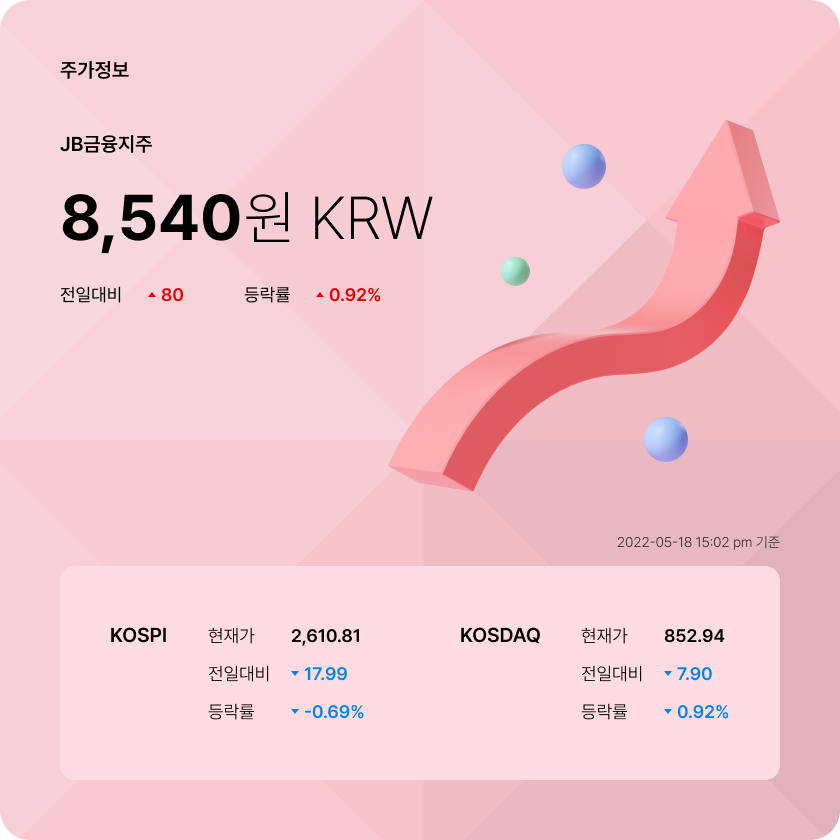 주가정보
JB금융지주
8,540원 KRW
전일대비 ▲ 80 등락률 ▲ 0.92%
2022-05-18 15:02 pm 기준
KOSPI 현재가 2,610.81
전일대비 ▼ 17.99
등락률 ▼ -0.69%
KOSDAQ 현재가 852.94
전일대비 ▼ 7.90
등락률 ▼ 0.92%